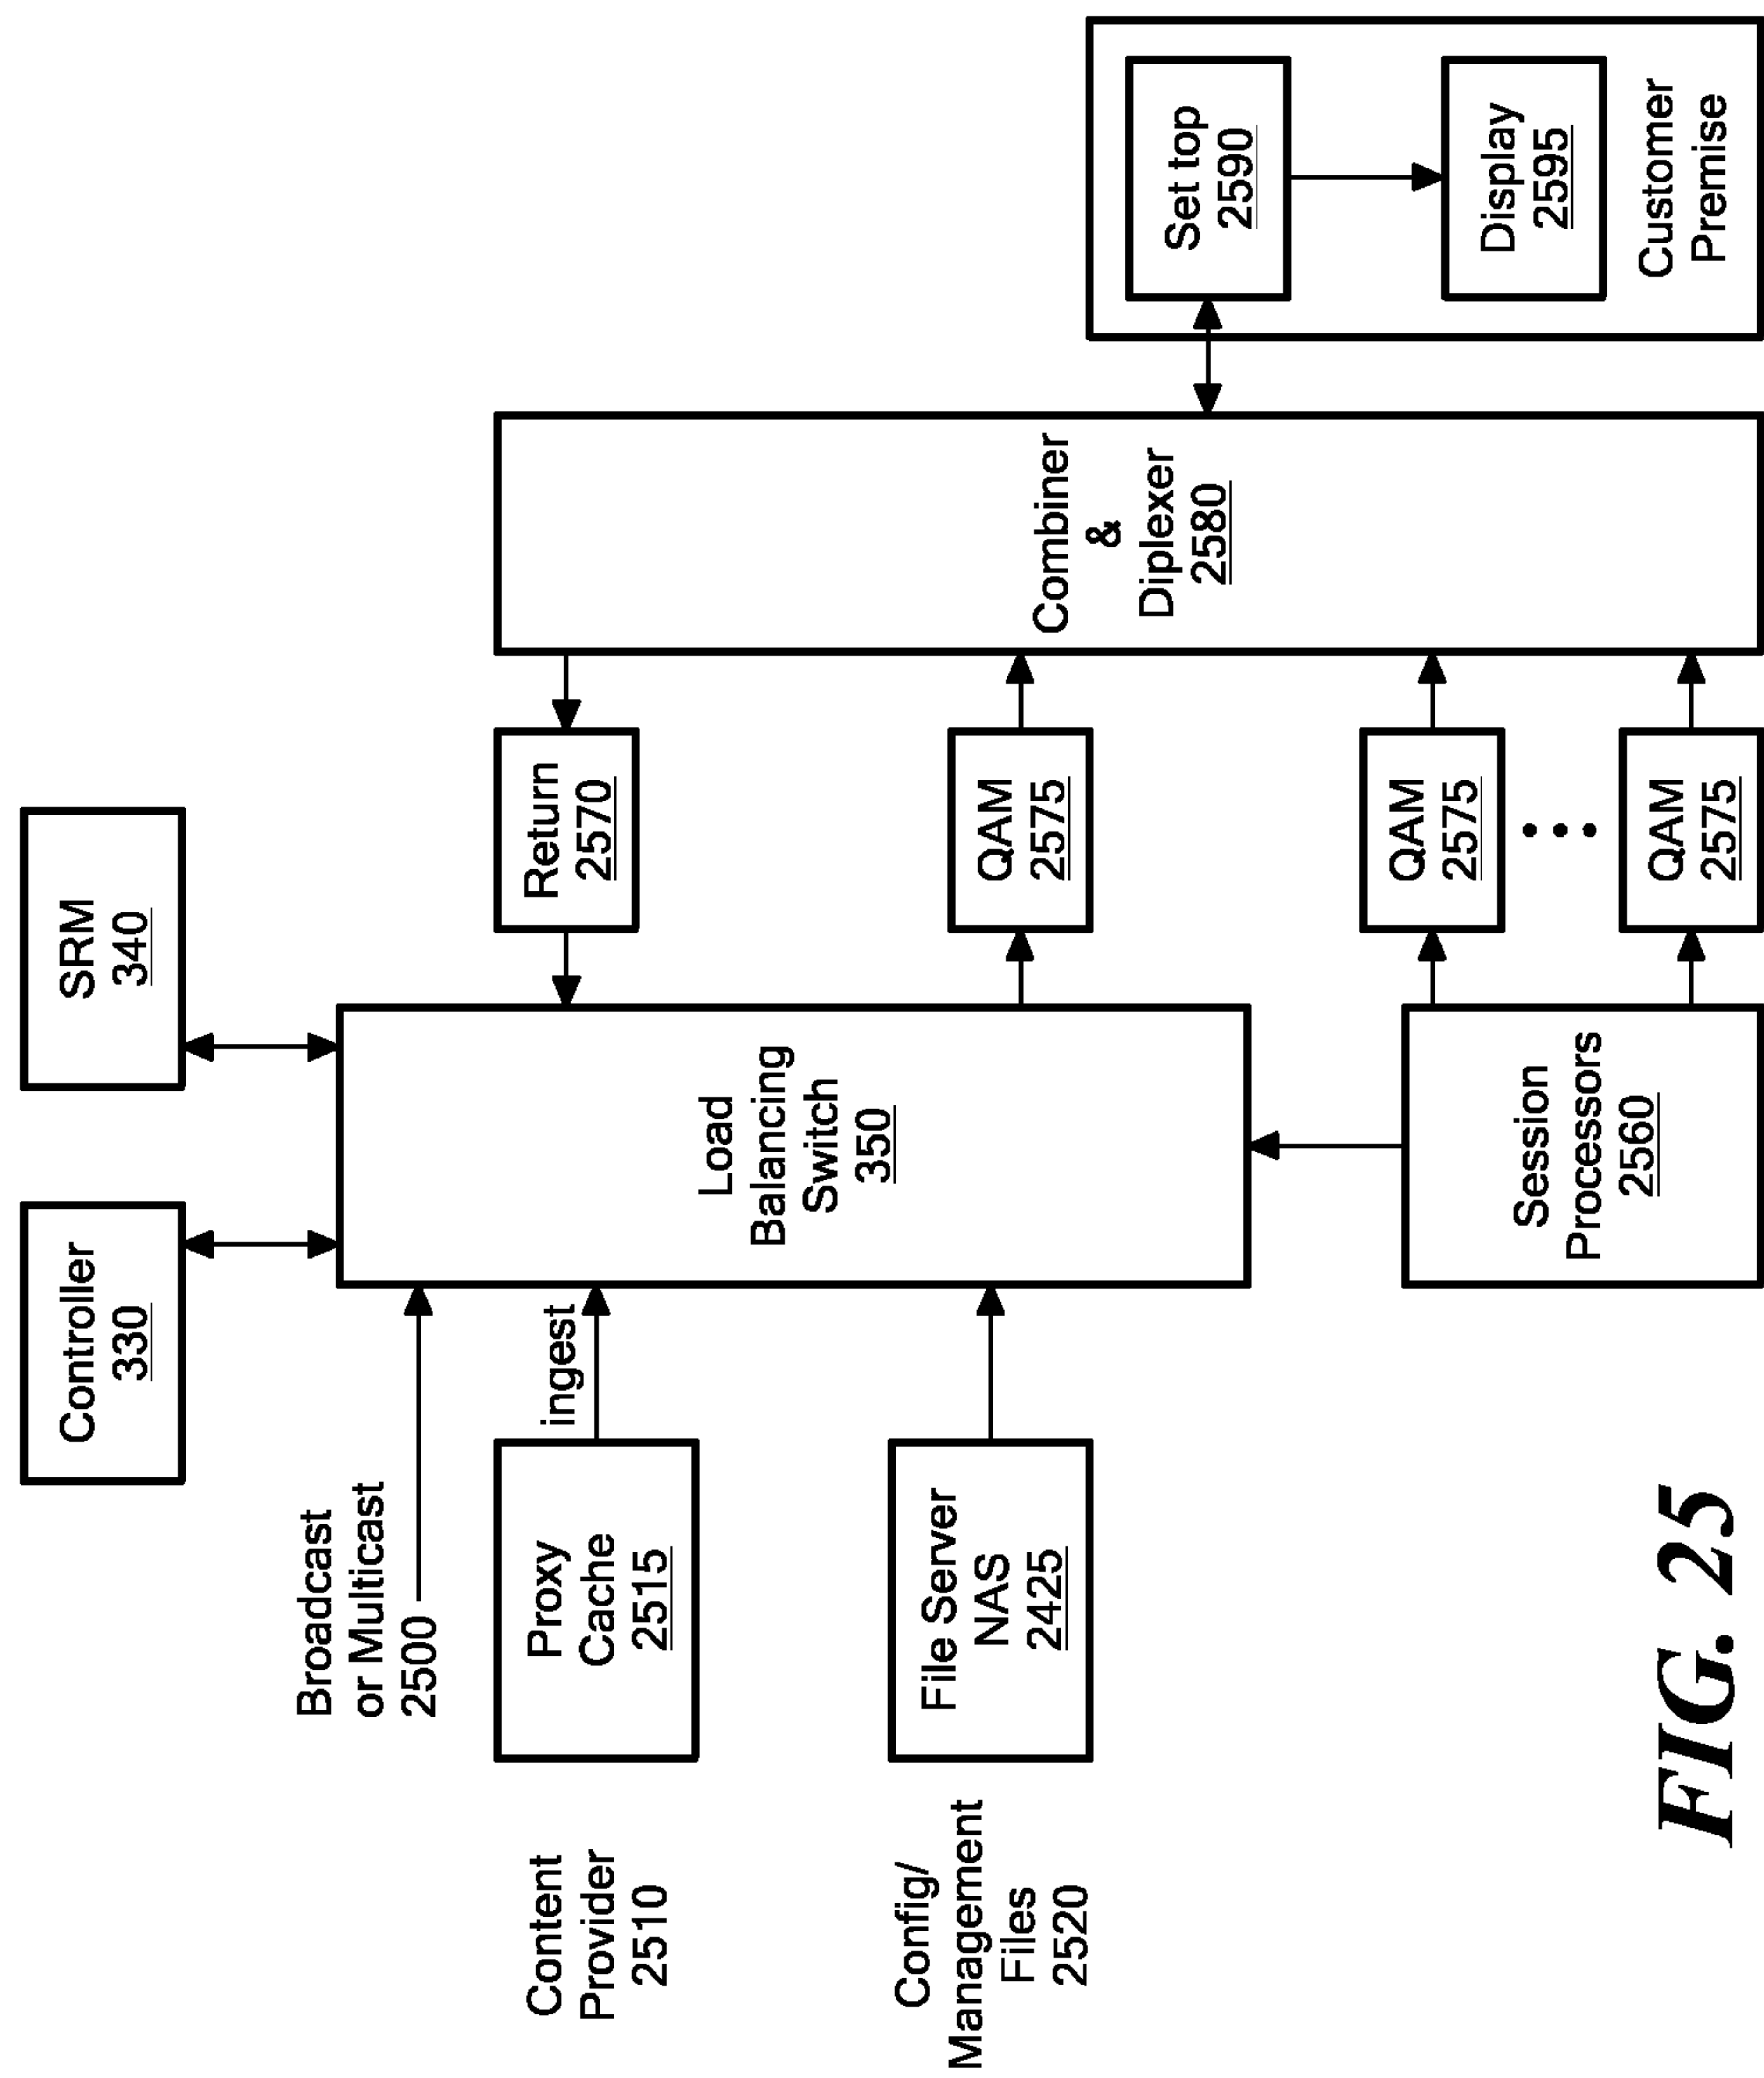 Controller
330
SRM
340
Broadcast
or Multicast
2500
Content
Provider
2510
Proxy
Cache
2515
ingest
Config/
Management
Files
2520
File Server
NAS
2425
Load
Balancing
Switch
350
Session
Processors
2560
Return
2570
QAM
2575
QAM
2575
QAM
2575
Combiner
&
Diplexer
2580
Set top
2590
Display
2595
Customer
Premise
FIG. 25